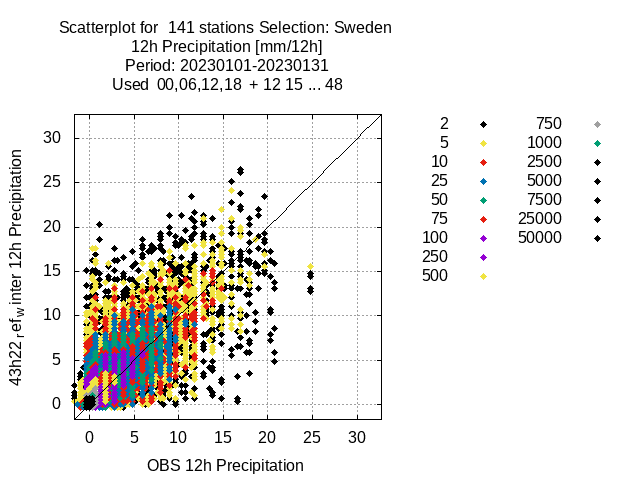 Scatterplot for  141 stations Selection: Sweden
12h Precipitation [mm/12h]
Period: 20230101-20230131
Used  00,06,12,18  + 12 15 ... 48
43h22.ref_winter 12h Precipitation
30
25
20
15
10
5
0
0 5 10 15 20 25 30
OBS 12h Precipitation
2 750
5 1000
10 2500
25 5000
50 7500
75 25000
100 50000
250
500